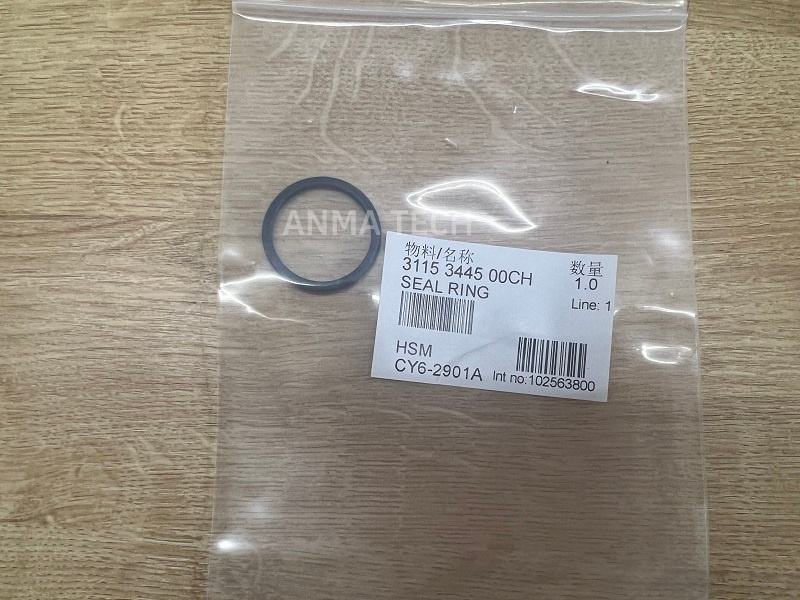 ANMA TECH
物料/名称
数量
3115 3445 00CH
1.0
SEAL RING
Line: 1
HSM
CY6-2901A
Int no:102563800